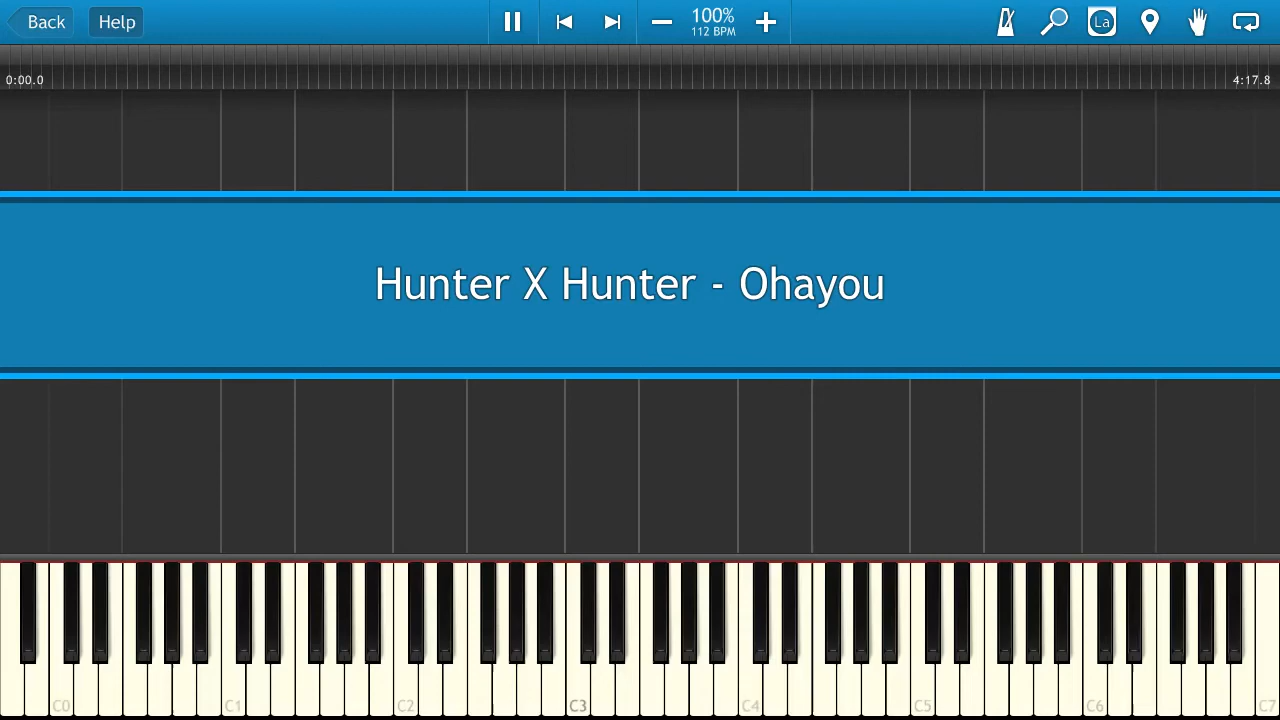 Back Help 100% La
112 BPM
0:00.0 4:17.8
Hunter X Hunter - Ohayou
C0 C1 C2 C3 C4 C5 C6 C7